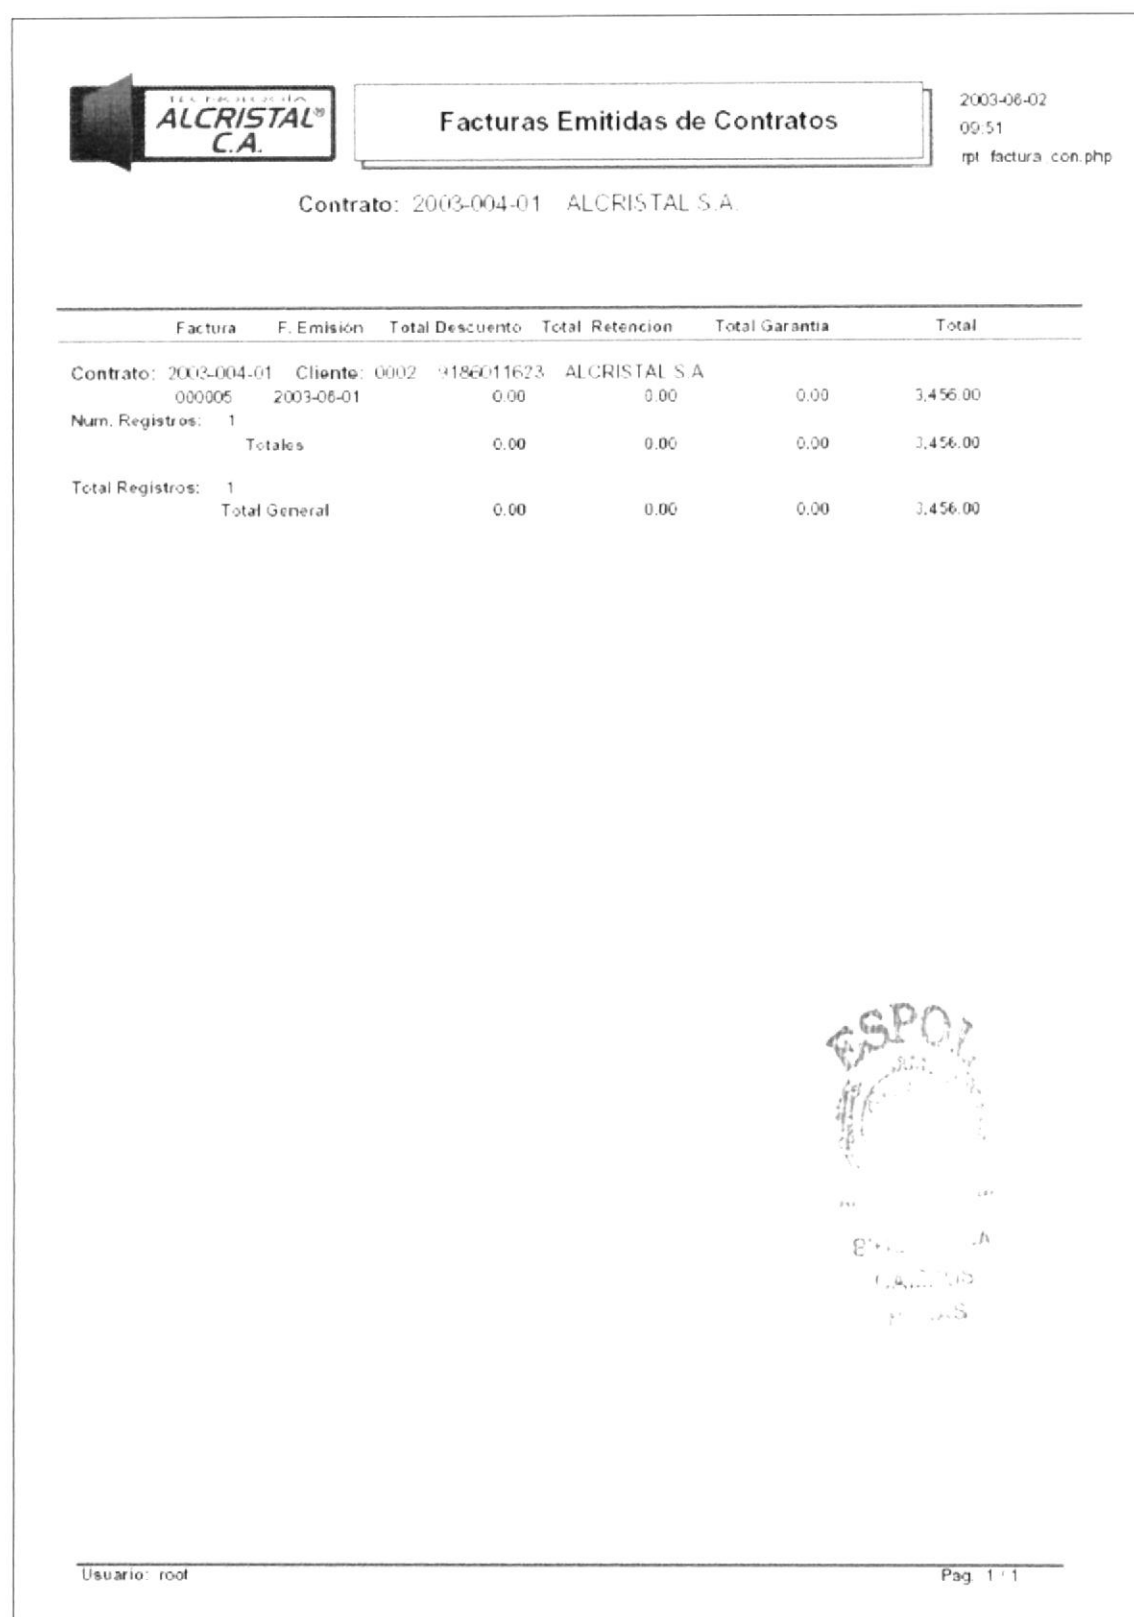 TECNOLOGÍA
ALCRISTAL®
C.A.
Facturas Emitidas de Contratos
2003-06-02
09:51
rpt_factura_con.php
Contrato: 2003-004-01 ALCRISTAL S.A.
Factura F. Emisión Total Descuento Total Retencion Total Garantia Total
Contrato: 2003-004-01 Cliente: 0002 9186011623 ALCRISTAL S.A
000005 2003-06-01 0.00 0.00 0.00 3,456.00
Num. Registros: 1
Totales 0.00 0.00 0.00 3,456.00
Total Registros: 1
Total General 0.00 0.00 0.00 3,456.00
ESPOL
Usuario: root Pag. 1 / 1